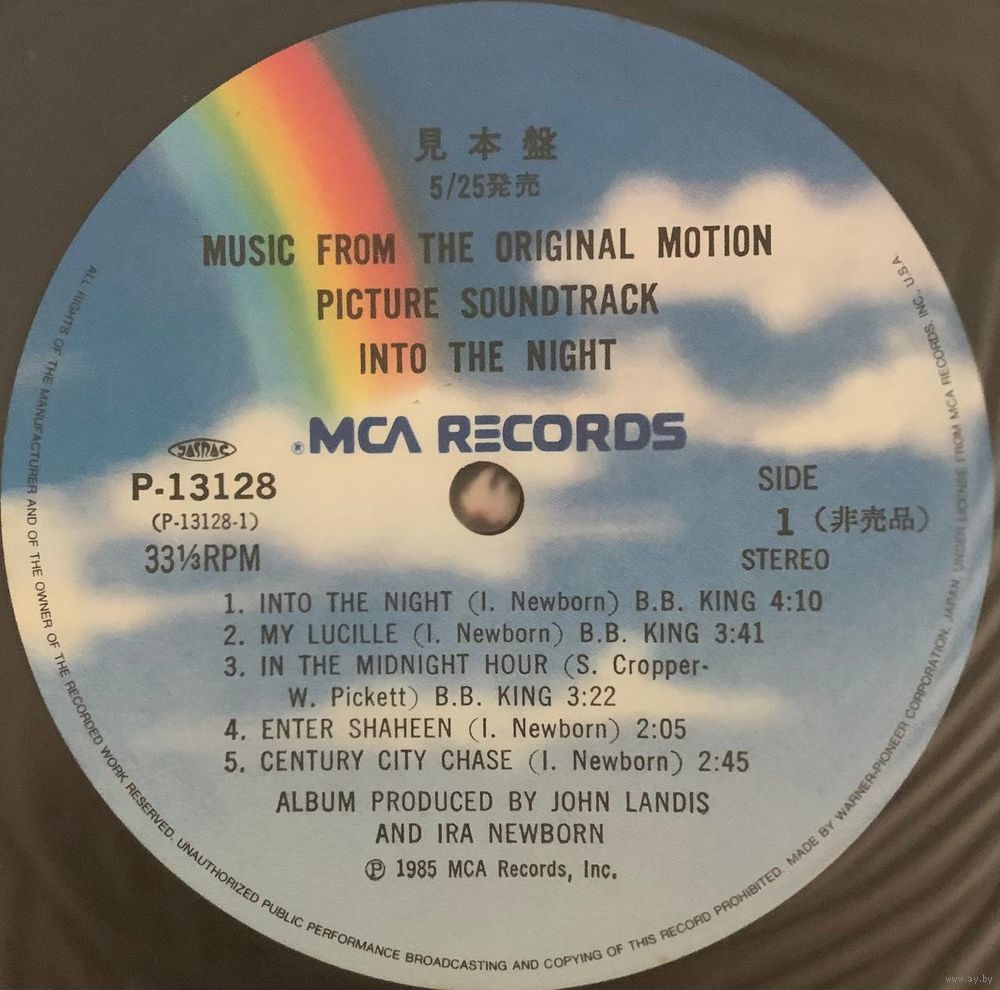 見本盤
5/25発売
MUSIC FROM THE ORIGINAL MOTION
PICTURE SOUNDTRACK
INTO THE NIGHT
® MCA RECORDS
JASRAC
P-13128
(P-13128-1)
33⅓RPM
SIDE
1 (非売品)
STEREO
1. INTO THE NIGHT (I. Newborn) B.B. KING 4:10
2. MY LUCILLE (I. Newborn) B.B. KING 3:41
3. IN THE MIDNIGHT HOUR (S. Cropper-
W. Pickett) B.B. KING 3:22
4. ENTER SHAHEEN (I. Newborn) 2:05
5. CENTURY CITY CHASE (I. Newborn) 2:45
ALBUM PRODUCED BY JOHN LANDIS
AND IRA NEWBORN
℗ 1985 MCA Records, Inc.
ALL RIGHTS OF THE MANUFACTURER AND OF THE OWNER OF THE RECORDED WORK RESERVED. UNAUTHORIZED PUBLIC PERFORMANCE BROADCASTING AND COPYING OF THIS RECORD PROHIBITED. MADE BY WARNER-PIONEER CORPORATION, JAPAN UNDER LICENSE FROM MCA RECORDS, INC., U.S.A.
www.ay.by